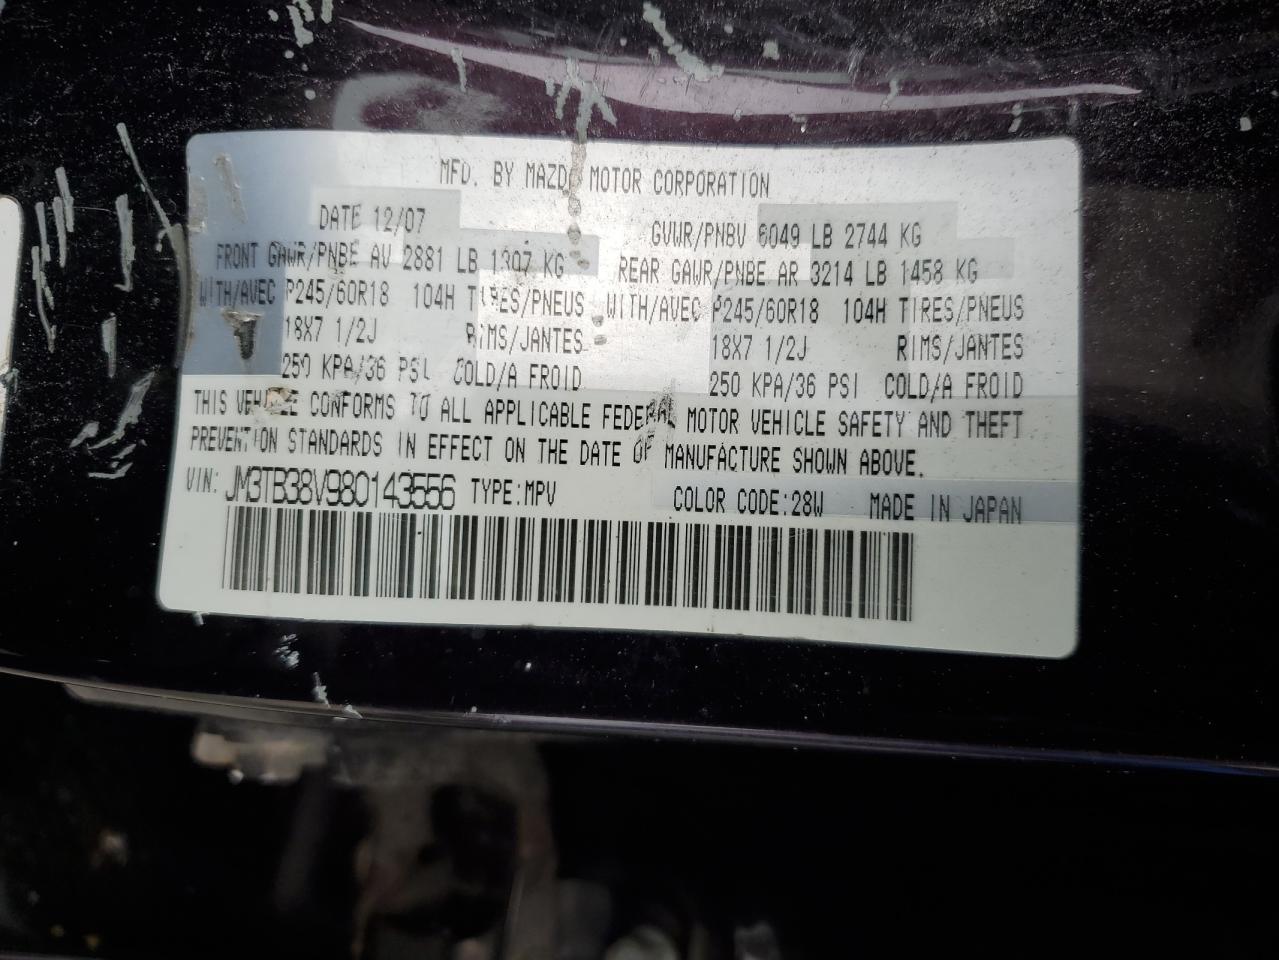 MFD. BY MAZDA MOTOR CORPORATION
DATE 12/07 GVWR/PNBV 6049 LB 2744 KG
FRONT GAWR/PNBE AV 2881 LB 1307 KG REAR GAWR/PNBE AR 3214 LB 1458 KG
WITH/AVEC P245/60R18 104H TIRES/PNEUS WITH/AVEC P245/60R18 104H TIRES/PNEUS
18X7 1/2J RIMS/JANTES 18X7 1/2J RIMS/JANTES
250 KPA/36 PSI COLD/A FROID 250 KPA/36 PSI COLD/A FROID
THIS VEHICLE CONFORMS TO ALL APPLICABLE FEDERAL MOTOR VEHICLE SAFETY AND THEFT
PREVENTION STANDARDS IN EFFECT ON THE DATE OF MANUFACTURE SHOWN ABOVE.
VIN: JM3TB38V980143556 TYPE:MPV COLOR CODE:28W MADE IN JAPAN